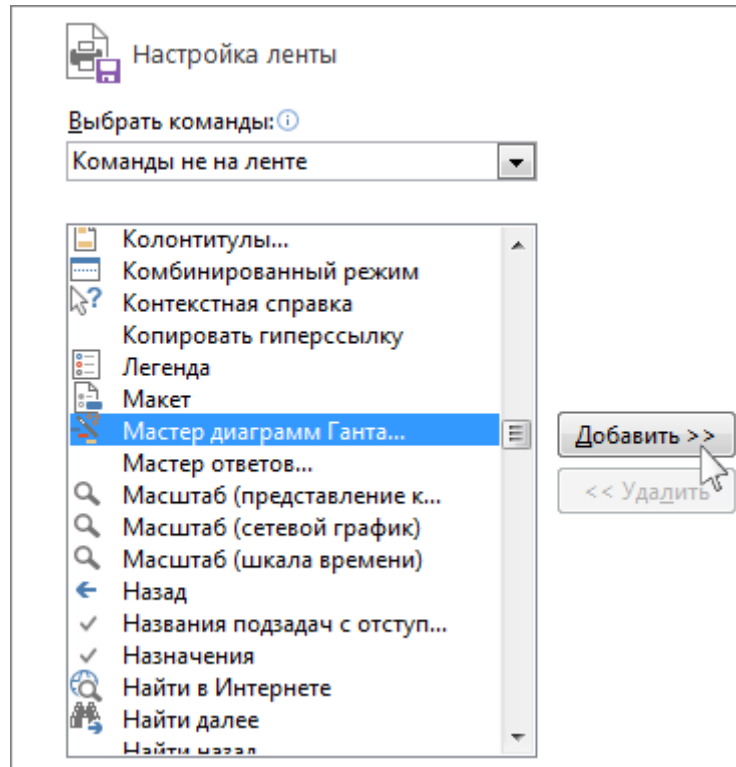 Настройка ленты
Выбрать команды:
Команды не на ленте
Колонтитулы...
Комбинированный режим
Контекстная справка
Копировать гиперссылку
Легенда
Макет
Мастер диаграмм Ганта...
Добавить >>
Мастер ответов...
Масштаб (представление к...
<< Удалить
Масштаб (сетевой график)
Масштаб (шкала времени)
Назад
Названия подзадач с отступ...
Назначения
Найти в Интернете
Найти далее
Найти назад